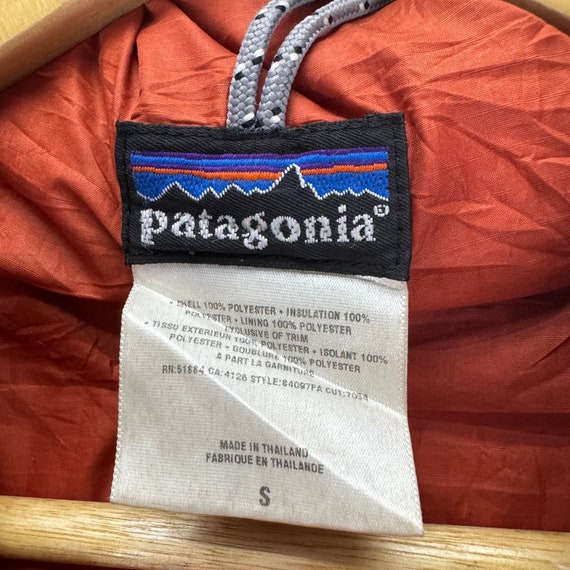 patagonia®
• SHELL 100% POLYESTER • INSULATION 100%
POLYESTER • LINING 100% POLYESTER
EXCLUSIVE OF TRIM
• TISSU EXTERIEUR 100% POLYESTER • ISOLANT 100%
POLYESTER • DOUBLURE 100% POLYESTER
A PART LA GARNITURE
RN:51884 CA:4126 STYLE:84097FA CUT:
MADE IN THAILAND
FABRIQUE EN THAILANDE
S